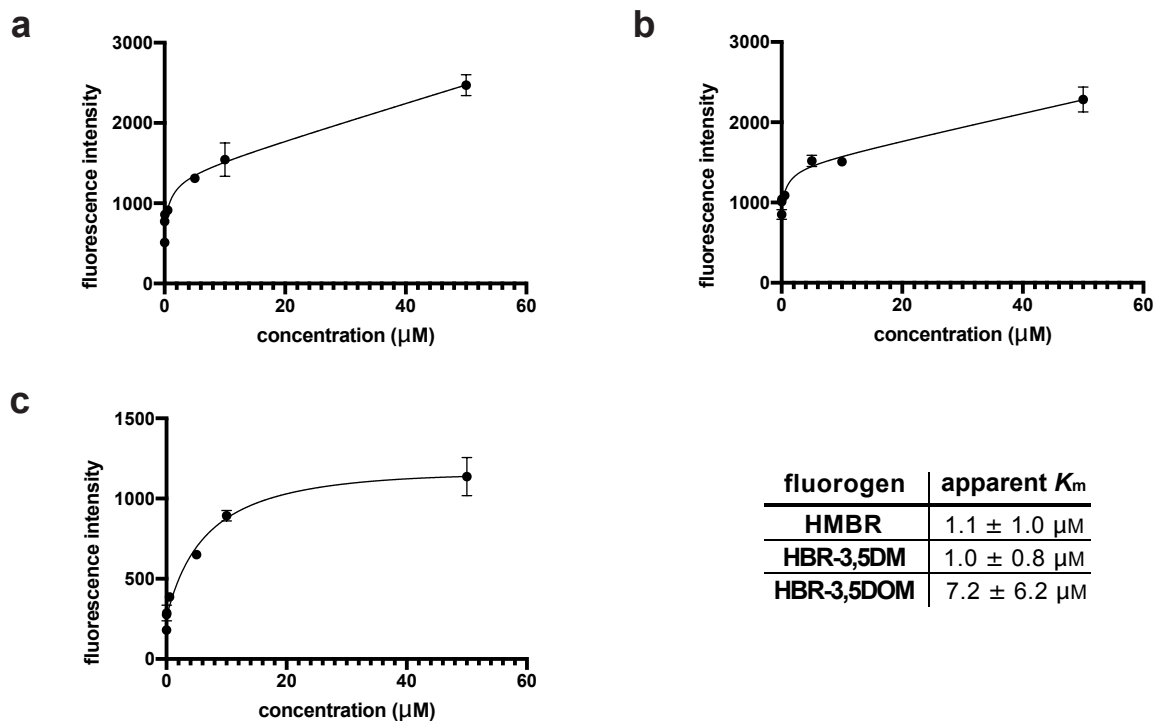 a
3000
2000
1000
0
fluorescence intensity
0
20
40
60
concentration (μM)
b
3000
2000
1000
0
fluorescence intensity
0
20
40
60
concentration (μM)
c
1500
1000
500
0
fluorescence intensity
0
20
40
60
concentration (μM)
fluorogen apparent Km
HMBR 1.1 ± 1.0 μM
HBR-3,5DM 1.0 ± 0.8 μM
HBR-3,5DOM 7.2 ± 6.2 μM